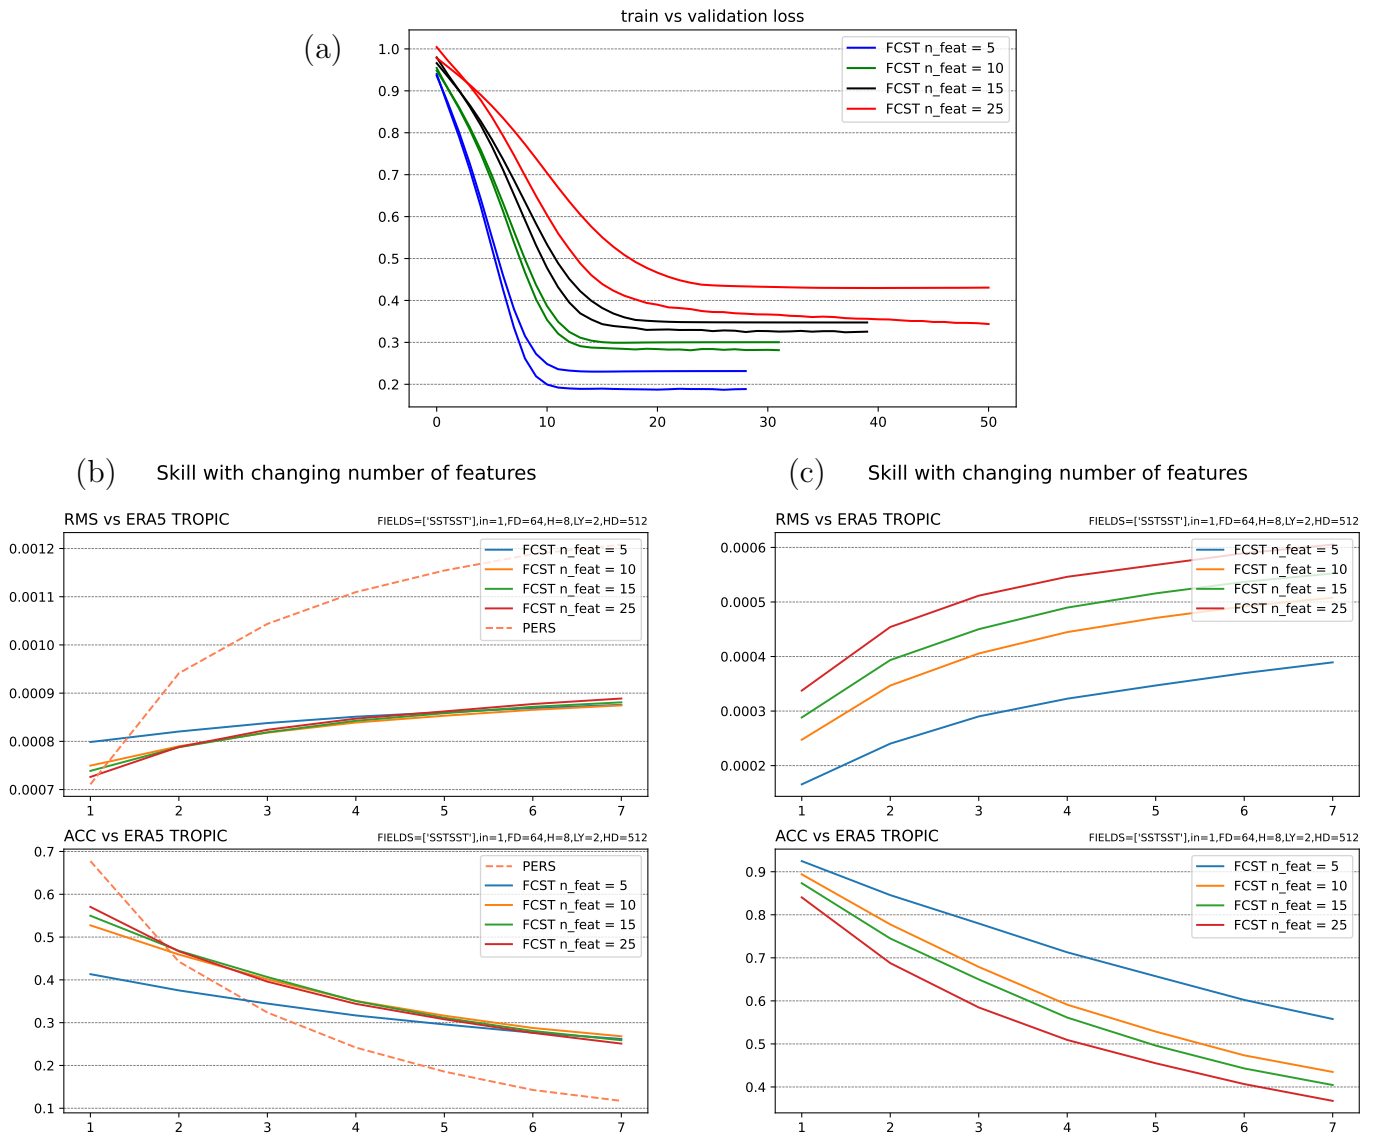 train vs validation loss
(a)
1.0
0.9
0.8
0.7
0.6
0.5
0.4
0.3
0.2
FCST n_feat = 5
FCST n_feat = 10
FCST n_feat = 15
FCST n_feat = 25
0 10 20 30 40 50
(b) Skill with changing number of features
RMS vs ERA5 TROPIC FIELDS=['SSTSST'],in=1,FD=64,H=8,LY=2,HD=512
0.0012
0.0011
0.0010
0.0009
0.0008
0.0007
FCST n_feat = 5
FCST n_feat = 10
FCST n_feat = 15
FCST n_feat = 25
PERS
1 2 3 4 5 6 7
ACC vs ERA5 TROPIC FIELDS=['SSTSST'],in=1,FD=64,H=8,LY=2,HD=512
0.7
0.6
0.5
0.4
0.3
0.2
0.1
PERS
FCST n_feat = 5
FCST n_feat = 10
FCST n_feat = 15
FCST n_feat = 25
1 2 3 4 5 6 7
(c) Skill with changing number of features
RMS vs ERA5 TROPIC FIELDS=['SSTSST'],in=1,FD=64,H=8,LY=2,HD=512
0.0006
0.0005
0.0004
0.0003
0.0002
FCST n_feat = 5
FCST n_feat = 10
FCST n_feat = 15
FCST n_feat = 25
1 2 3 4 5 6 7
ACC vs ERA5 TROPIC FIELDS=['SSTSST'],in=1,FD=64,H=8,LY=2,HD=512
0.9
0.8
0.7
0.6
0.5
0.4
FCST n_feat = 5
FCST n_feat = 10
FCST n_feat = 15
FCST n_feat = 25
1 2 3 4 5 6 7